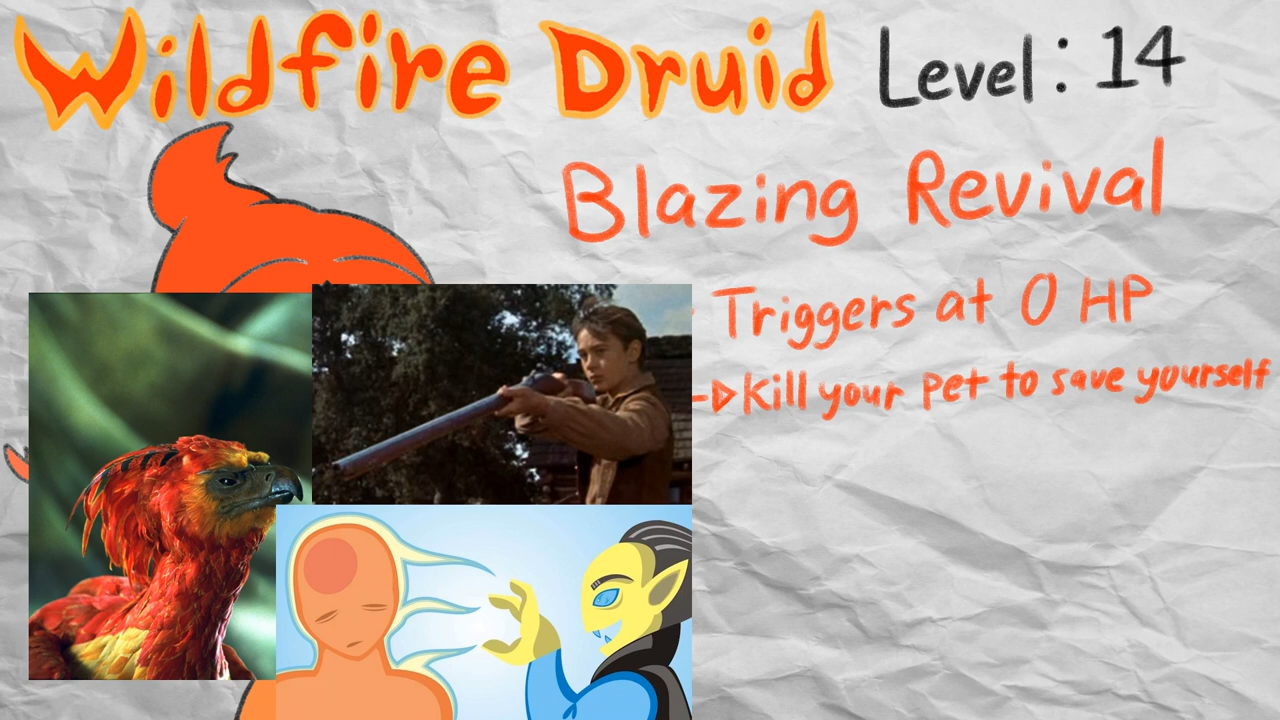 Wildfire Druid Level: 14
Blazing Revival
Triggers at 0 HP
Kill your pet to save yourself